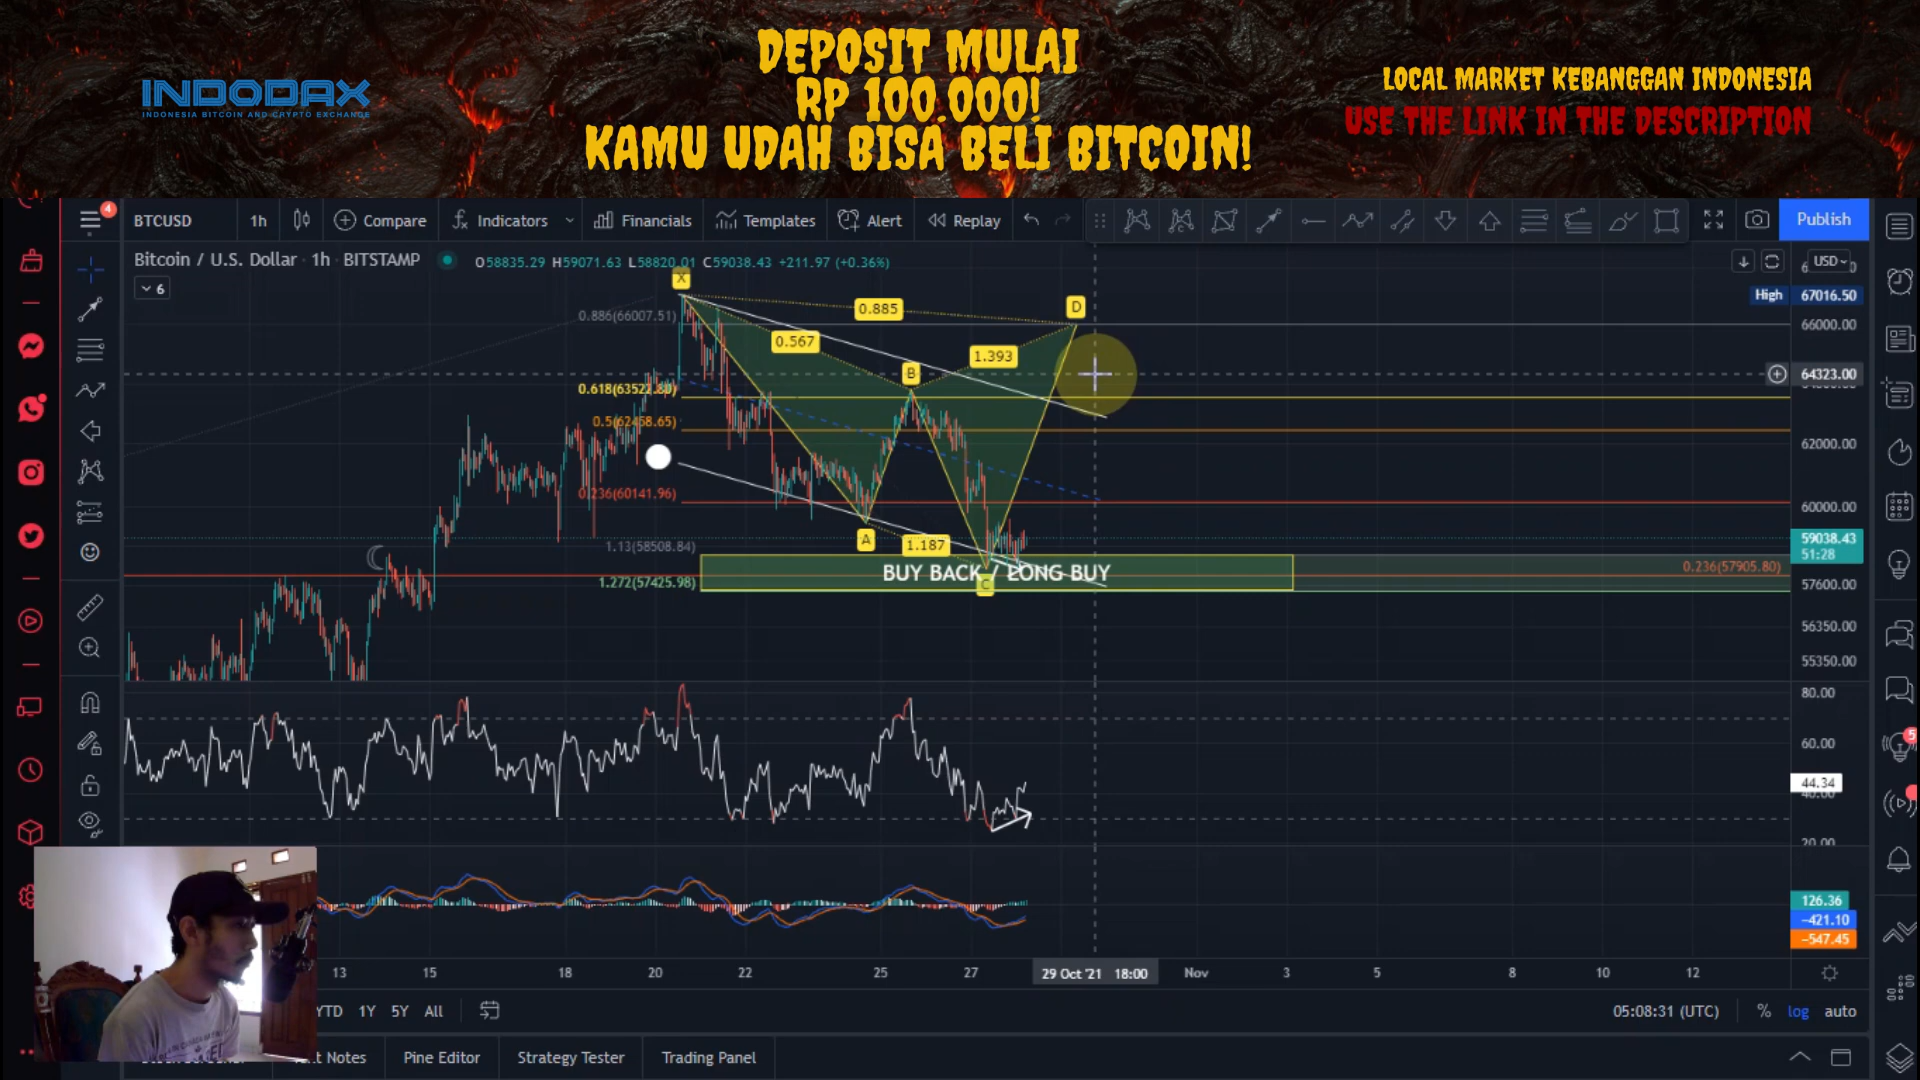 INDODAX
INDONESIA BITCOIN AND CRYPTO EXCHANGE
DEPOSIT MULAI
RP 100.000!
KAMU UDAH BISA BELI BITCOIN!
LOCAL MARKET KEBANGGAN INDONESIA
USE THE LINK IN THE DESCRIPTION
4
BTCUSD 1h Compare Indicators Financials Templates Alert Replay Publish
Bitcoin / U.S. Dollar · 1h · BITSTAMP O58835.29 H59071.63 L58820.01 C59038.43 +211.97 (+0.36%)
USD
6
X
High 67016.50
0.885
D
0.886(66007.51)
66000.00
0.567
1.393
B
64323.00
0.618(63522.80)
0.5(62458.65)
62000.00
0.236(60141.96)
60000.00
A
1.187
1.13(58508.84)
59038.43
51:28
BUY BACK / LONG BUY
0.236(57905.80)
C
1.272(57425.98)
57600.00
56350.00
55350.00
80.00
60.00
5
44.34
40.00
20.00
126.36
−421.10
−547.45
13 15 18 20 22 25 27 29 Oct '21 18:00 Nov 3 5 8 10 12
YTD 1Y 5Y All
05:08:31 (UTC) % log auto
Notes Pine Editor Strategy Tester Trading Panel